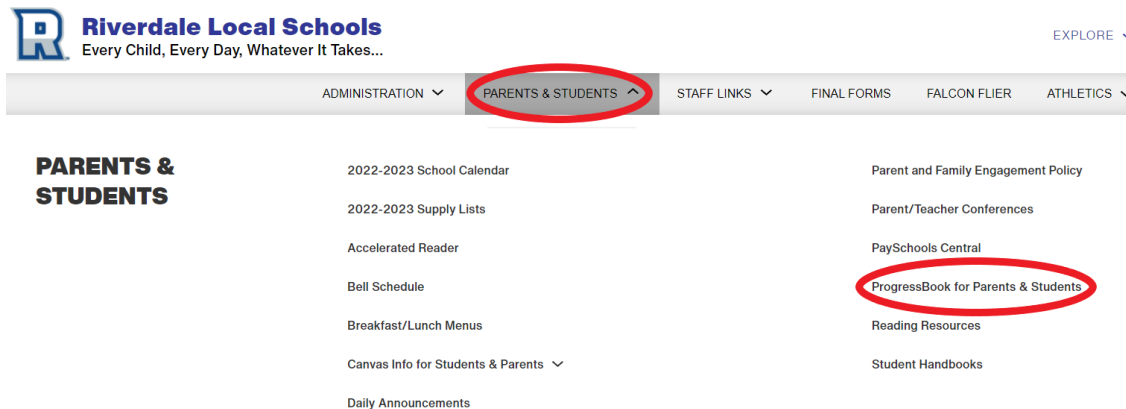 R
Riverdale Local Schools
Every Child, Every Day, Whatever It Takes...
EXPLORE
ADMINISTRATION PARENTS & STUDENTS STAFF LINKS FINAL FORMS FALCON FLIER ATHLETICS
PARENTS &
STUDENTS
2022-2023 School Calendar
2022-2023 Supply Lists
Accelerated Reader
Bell Schedule
Breakfast/Lunch Menus
Canvas Info for Students & Parents
Daily Announcements
Parent and Family Engagement Policy
Parent/Teacher Conferences
PaySchools Central
ProgressBook for Parents & Students
Reading Resources
Student Handbooks